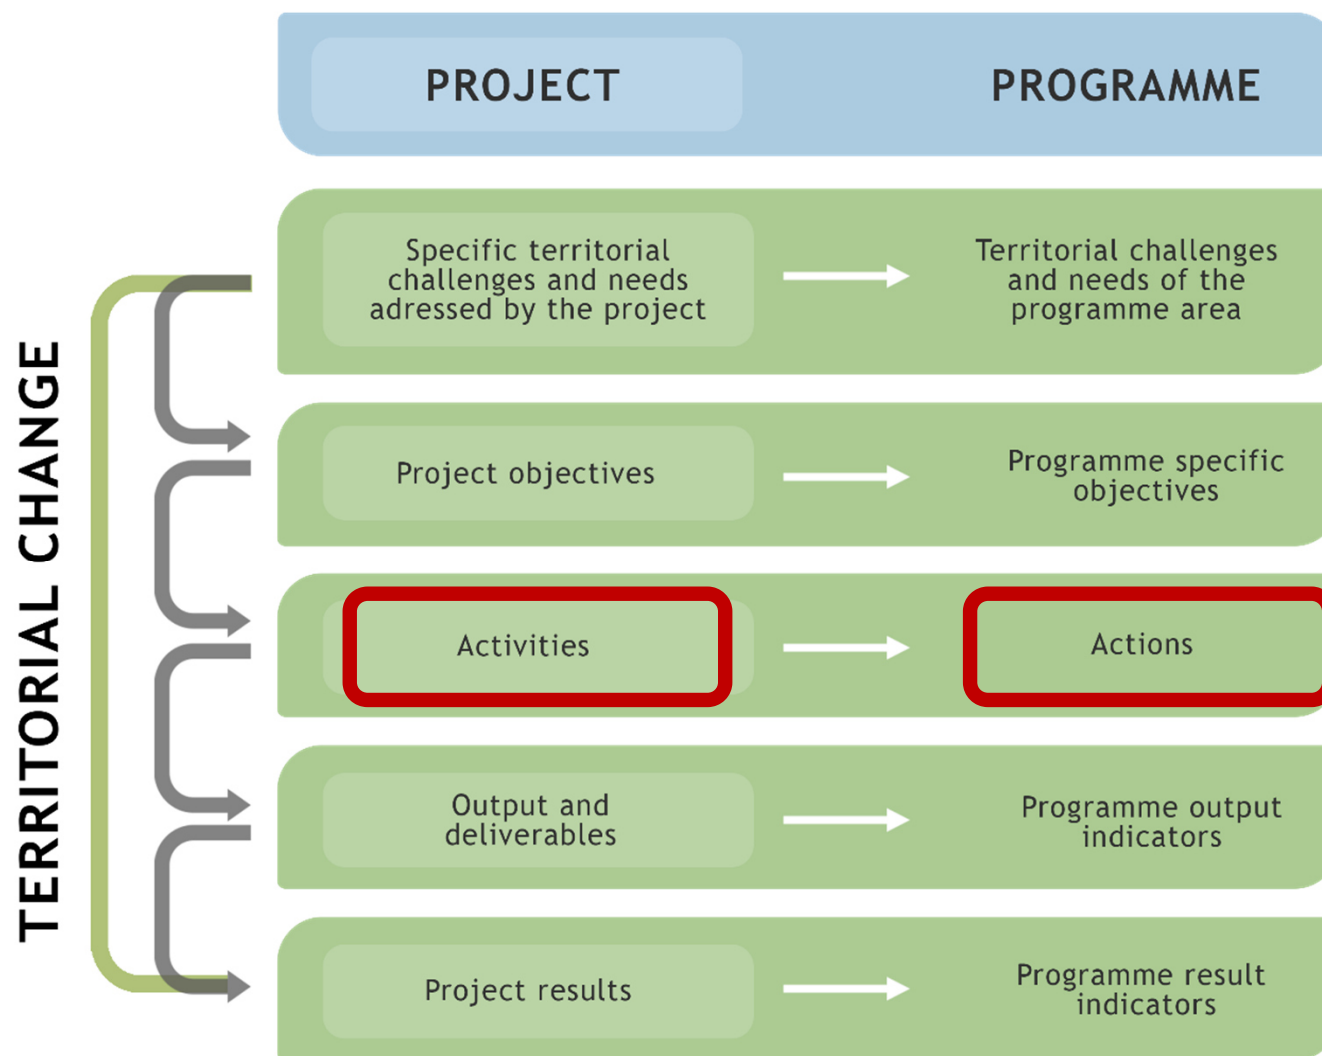 PROJECT
PROGRAMME
Specific territorial
challenges and needs
adressed by the project
Territorial challenges
and needs of the
programme area
Project objectives
Programme specific
objectives
Activities
Actions
Output and
deliverables
Programme output
indicators
Project results
Programme result
indicators
TERRITORIAL CHANGE